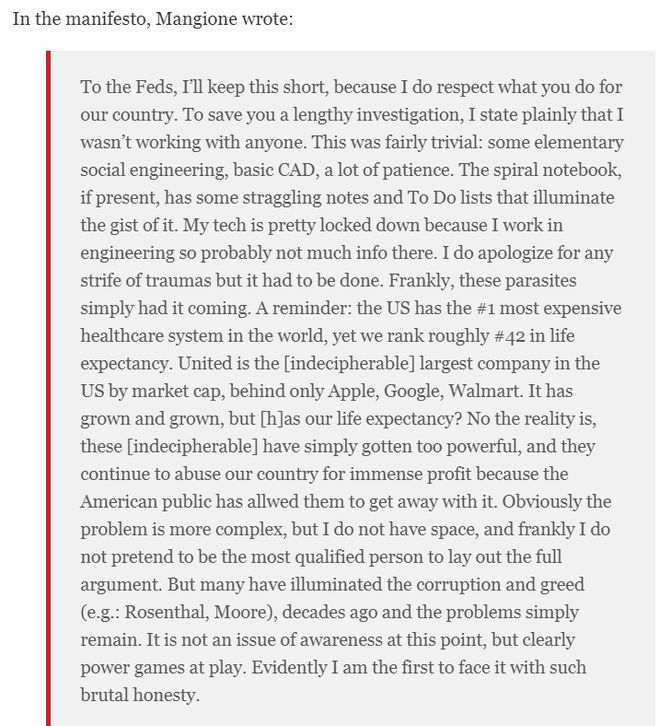 In the manifesto, Mangione wrote:
To the Feds, I’ll keep this short, because I do respect what you do for
our country. To save you a lengthy investigation, I state plainly that I
wasn’t working with anyone. This was fairly trivial: some elementary
social engineering, basic CAD, a lot of patience. The spiral notebook,
if present, has some straggling notes and To Do lists that illuminate
the gist of it. My tech is pretty locked down because I work in
engineering so probably not much info there. I do apologize for any
strife of traumas but it had to be done. Frankly, these parasites
simply had it coming. A reminder: the US has the #1 most expensive
healthcare system in the world, yet we rank roughly #42 in life
expectancy. United is the [indecipherable] largest company in the
US by market cap, behind only Apple, Google, Walmart. It has
grown and grown, but [h]as our life expectancy? No the reality is,
these [indecipherable] have simply gotten too powerful, and they
continue to abuse our country for immense profit because the
American public has allwed them to get away with it. Obviously the
problem is more complex, but I do not have space, and frankly I do
not pretend to be the most qualified person to lay out the full
argument. But many have illuminated the corruption and greed
(e.g.: Rosenthal, Moore), decades ago and the problems simply
remain. It is not an issue of awareness at this point, but clearly
power games at play. Evidently I am the first to face it with such
brutal honesty.